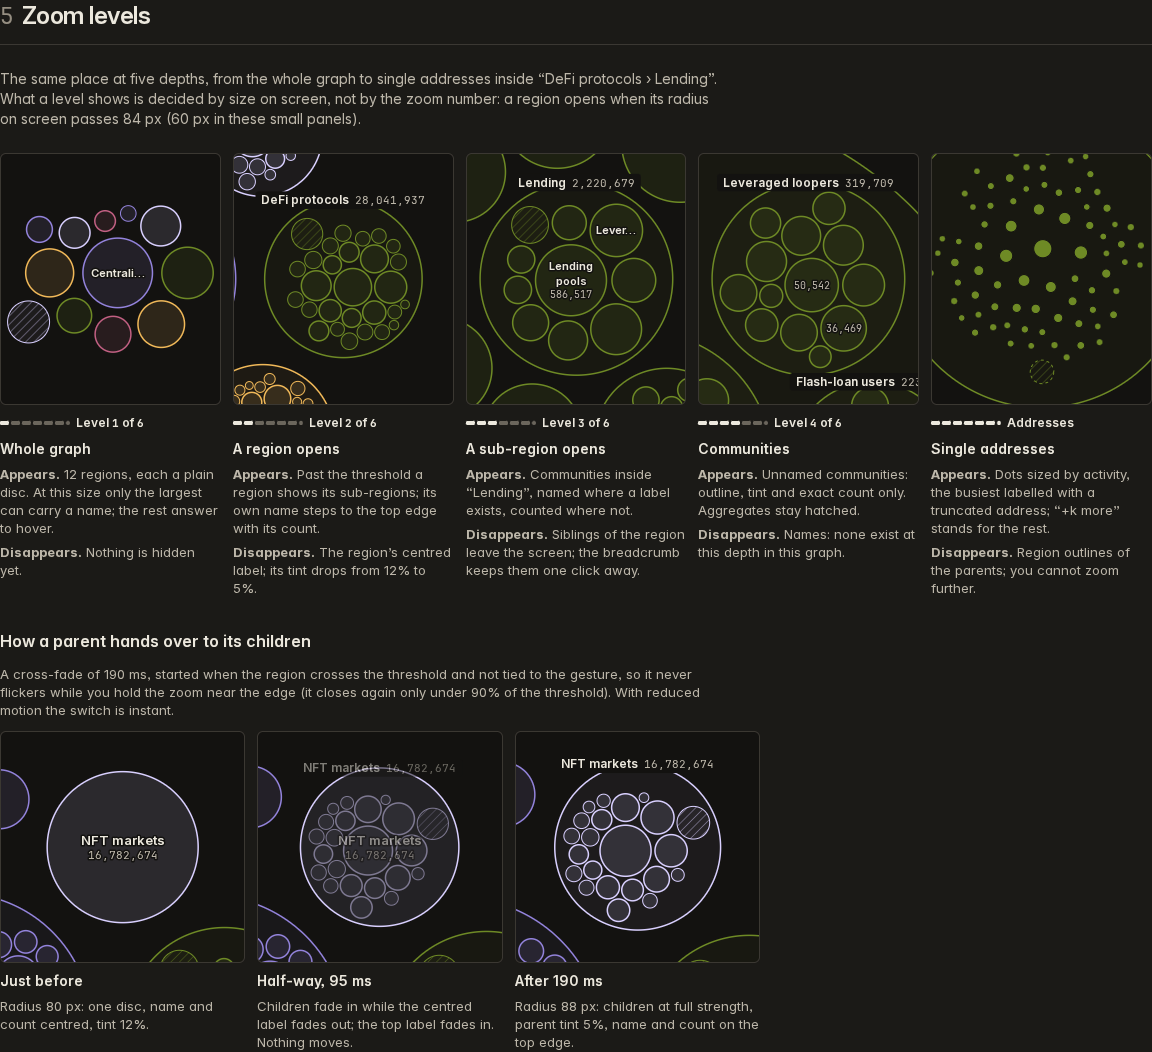 5 Zoom levels
The same place at five depths, from the whole graph to single addresses inside “DeFi protocols › Lending”.
What a level shows is decided by size on screen, not by the zoom number: a region opens when its radius
on screen passes 84 px (60 px in these small panels).
Centrali…
DeFi protocols 28,041,937
Lending 2,220,679
Lever…
Lending
pools
586,517
Leveraged loopers 319,709
50,542
36,469
Flash-loan users 223
Level 1 of 6
Whole graph
Appears. 12 regions, each a plain
disc. At this size only the largest
can carry a name; the rest answer
to hover.
Disappears. Nothing is hidden
yet.
Level 2 of 6
A region opens
Appears. Past the threshold a
region shows its sub-regions; its
own name steps to the top edge
with its count.
Disappears. The region’s centred
label; its tint drops from 12% to
5%.
Level 3 of 6
A sub-region opens
Appears. Communities inside
“Lending”, named where a label
exists, counted where not.
Disappears. Siblings of the region
leave the screen; the breadcrumb
keeps them one click away.
Level 4 of 6
Communities
Appears. Unnamed communities:
outline, tint and exact count only.
Aggregates stay hatched.
Disappears. Names: none exist at
this depth in this graph.
Addresses
Single addresses
Appears. Dots sized by activity,
the busiest labelled with a
truncated address; “+k more”
stands for the rest.
Disappears. Region outlines of
the parents; you cannot zoom
further.
How a parent hands over to its children
A cross-fade of 190 ms, started when the region crosses the threshold and not tied to the gesture, so it never
flickers while you hold the zoom near the edge (it closes again only under 90% of the threshold). With reduced
motion the switch is instant.
NFT markets
16,782,674
NFT markets 16,782,674
NFT markets
16,782,674
NFT markets 16,782,674
Just before
Radius 80 px: one disc, name and
count centred, tint 12%.
Half-way, 95 ms
Children fade in while the centred
label fades out; the top label fades in.
Nothing moves.
After 190 ms
Radius 88 px: children at full strength,
parent tint 5%, name and count on the
top edge.